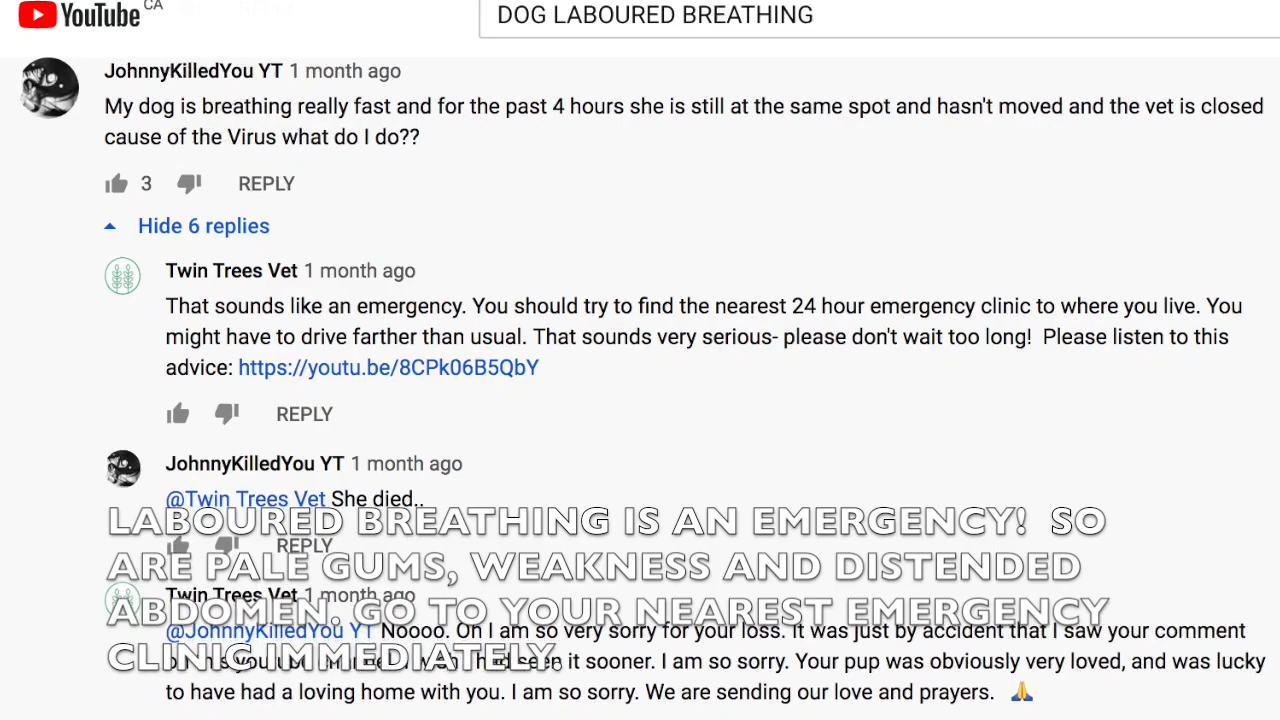 YouTube CA
DOG LABOURED BREATHING
JohnnyKilledYou YT 1 month ago
My dog is breathing really fast and for the past 4 hours she is still at the same spot and hasn't moved and the vet is closed
cause of the Virus what do I do??
3 REPLY
Hide 6 replies
Twin Trees Vet 1 month ago
That sounds like an emergency. You should try to find the nearest 24 hour emergency clinic to where you live. You
might have to drive farther than usual. That sounds very serious- please don't wait too long! Please listen to this
advice: https://youtu.be/8CPk06B5QbY
REPLY
JohnnyKilledYou YT 1 month ago
@Twin Trees Vet She died..
LABOURED BREATHING IS AN EMERGENCY! SO
REPLY
ARE PALE GUMS, WEAKNESS AND DISTENDED
Twin Trees Vet 1 month ago
ABDOMEN. GO TO YOUR NEAREST EMERGENCY
@JohnnyKilledYou YT Noooo. Oh I am so very sorry for your loss. It was just by accident that I saw your comment
CLINIC IMMEDIATELY.
it sooner. I am so sorry. Your pup was obviously very loved, and was lucky
to have had a loving home with you. I am so sorry. We are sending our love and prayers. 🙏